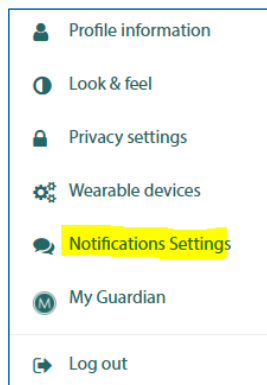 Profile information
Look & feel
Privacy settings
Wearable devices
Notifications Settings
M My Guardian
Log out